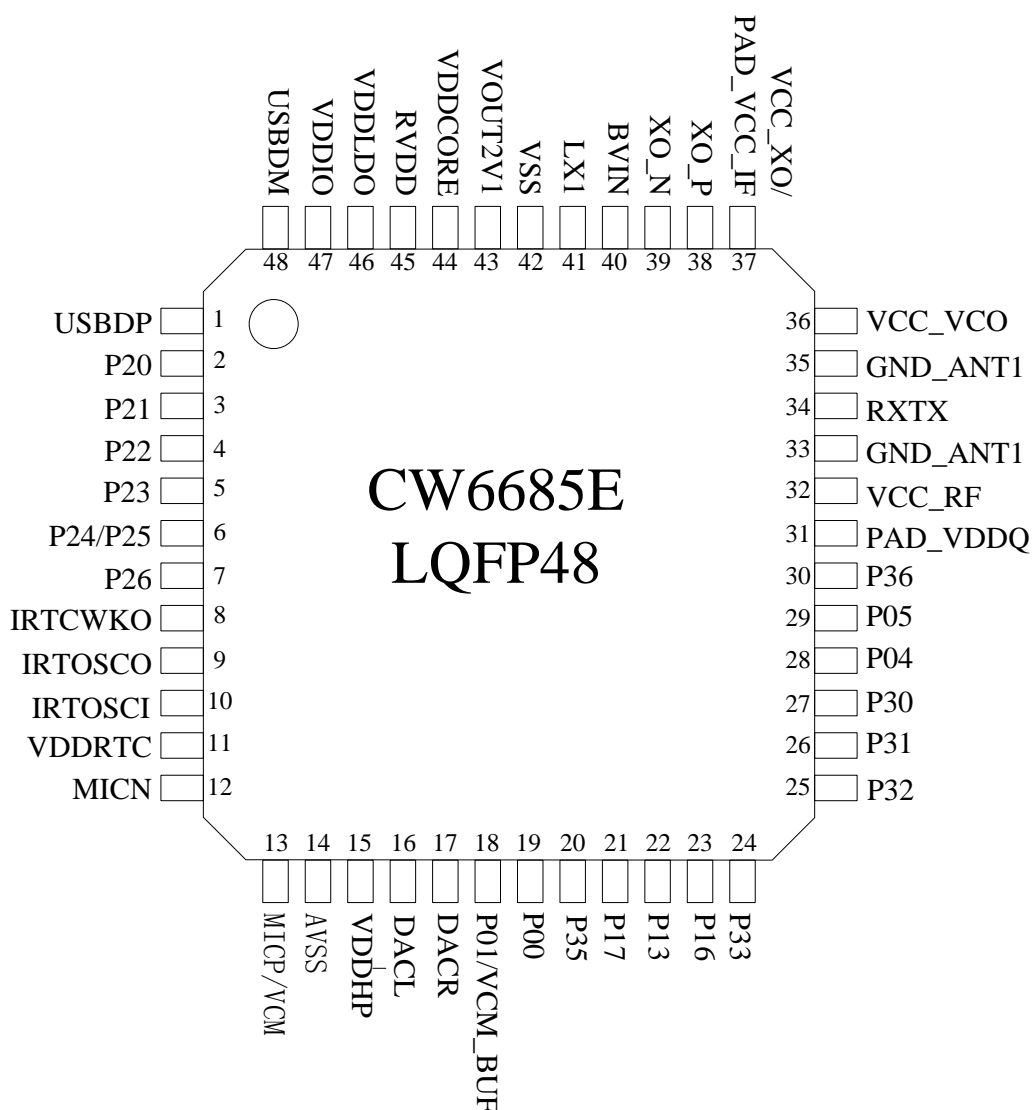 USBDM
VDDIO
VDDLDO
RVDD
VDDCORE
VOUT2V1
VSS
LX1
BVIN
XO_N
XO_P
VCC_XO/
PAD_VCC_IF
48 47 46 45 44 43 42 41 40 39 38 37
USBDP 1
P20 2
P21 3
P22 4
P23 5
P24/P25 6
P26 7
IRTCWKO 8
IRTOSCO 9
IRTOSCI 10
VDDRTC 11
MICN 12
CW6685E
LQFP48
36 VCC_VCO
35 GND_ANT1
34 RXTX
33 GND_ANT1
32 VCC_RF
31 PAD_VDDQ
30 P36
29 P05
28 P04
27 P30
26 P31
25 P32
13 14 15 16 17 18 19 20 21 22 23 24
MICP/VCM
AVSS
VDDHP
DACL
DACR
P01/VCM_BUF
P00
P35
P17
P13
P16
P33